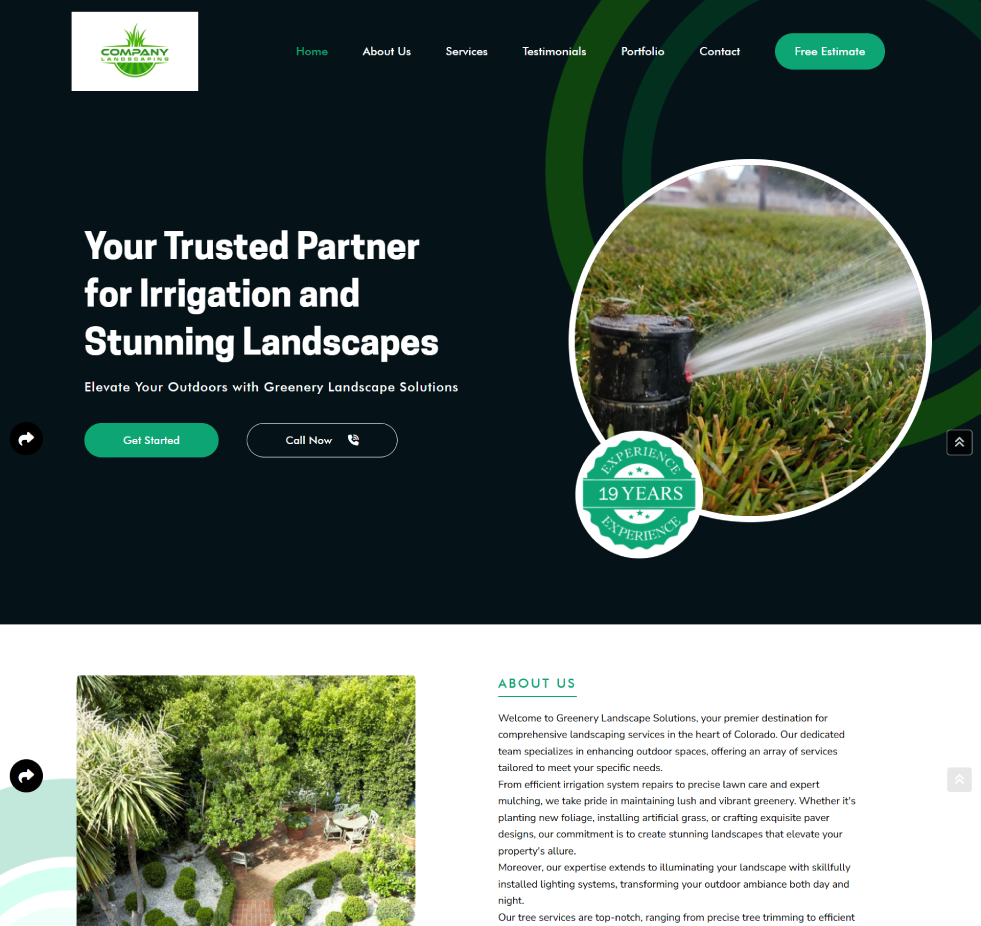 COMPANY
LANDSCAPING
Home
About Us
Services
Testimonials
Portfolio
Contact
Free Estimate
Your Trusted Partner
for Irrigation and
Stunning Landscapes
Elevate Your Outdoors with Greenery Landscape Solutions
Get Started
Call Now
EXPERIENCE
19 YEARS
EXPERIENCE
ABOUT US
Welcome to Greenery Landscape Solutions, your premier destination for
comprehensive landscaping services in the heart of Colorado. Our dedicated
team specializes in enhancing outdoor spaces, offering an array of services
tailored to meet your specific needs.
From efficient irrigation system repairs to precise lawn care and expert
mulching, we take pride in maintaining lush and vibrant greenery. Whether it's
planting new foliage, installing artificial grass, or crafting exquisite paver
designs, our commitment is to create stunning landscapes that elevate your
property's allure.
Moreover, our expertise extends to illuminating your landscape with skillfully
installed lighting systems, transforming your outdoor ambiance both day and
night.
Our tree services are top-notch, ranging from precise tree trimming to efficient